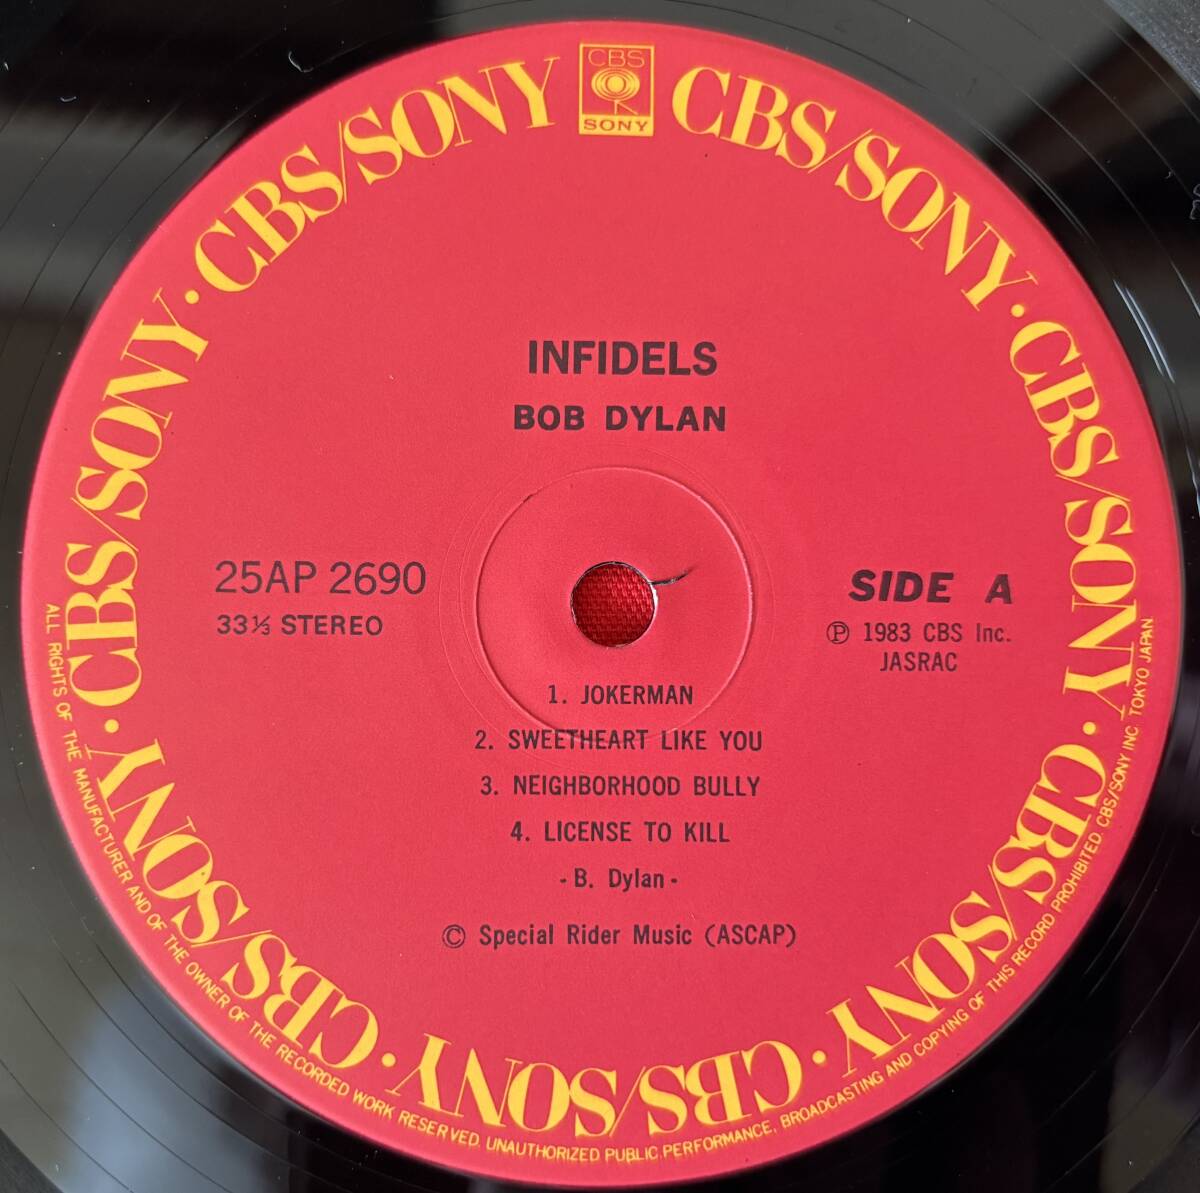 CBS
SONY
CBS/SONY · CBS/SONY · CBS/SONY · CBS/SONY · CBS/SONY · CBS/SONY · CBS/SONY · CBS/SONY
INFIDELS
BOB DYLAN
25AP 2690
33⅓ STEREO
SIDE A
Ⓟ 1983 CBS Inc.
JASRAC
1. JOKERMAN
2. SWEETHEART LIKE YOU
3. NEIGHBORHOOD BULLY
4. LICENSE TO KILL
- B. Dylan -
© Special Rider Music (ASCAP)
ALL RIGHTS OF THE MANUFACTURER AND OF THE OWNER OF THE RECORDED WORK RESERVED. UNAUTHORIZED PUBLIC PERFORMANCE, BROADCASTING AND COPYING OF THIS RECORD PROHIBITED. CBS/SONY INC. TOKYO JAPAN